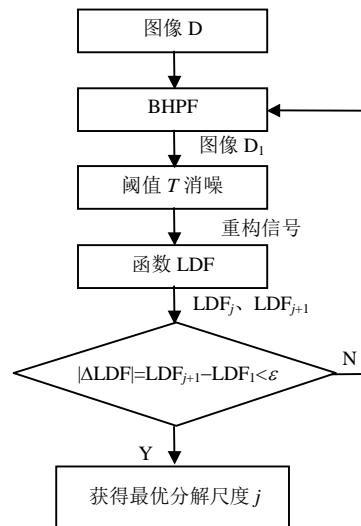 图像 D
BHPF
图像 D₁
阈值 T 消噪
重构信号
函数 LDF
LDFⱼ、LDFⱼ₊₁
|ΔLDF|=LDFⱼ₊₁−LDF₁<ε
N
Y
获得最优分解尺度 j